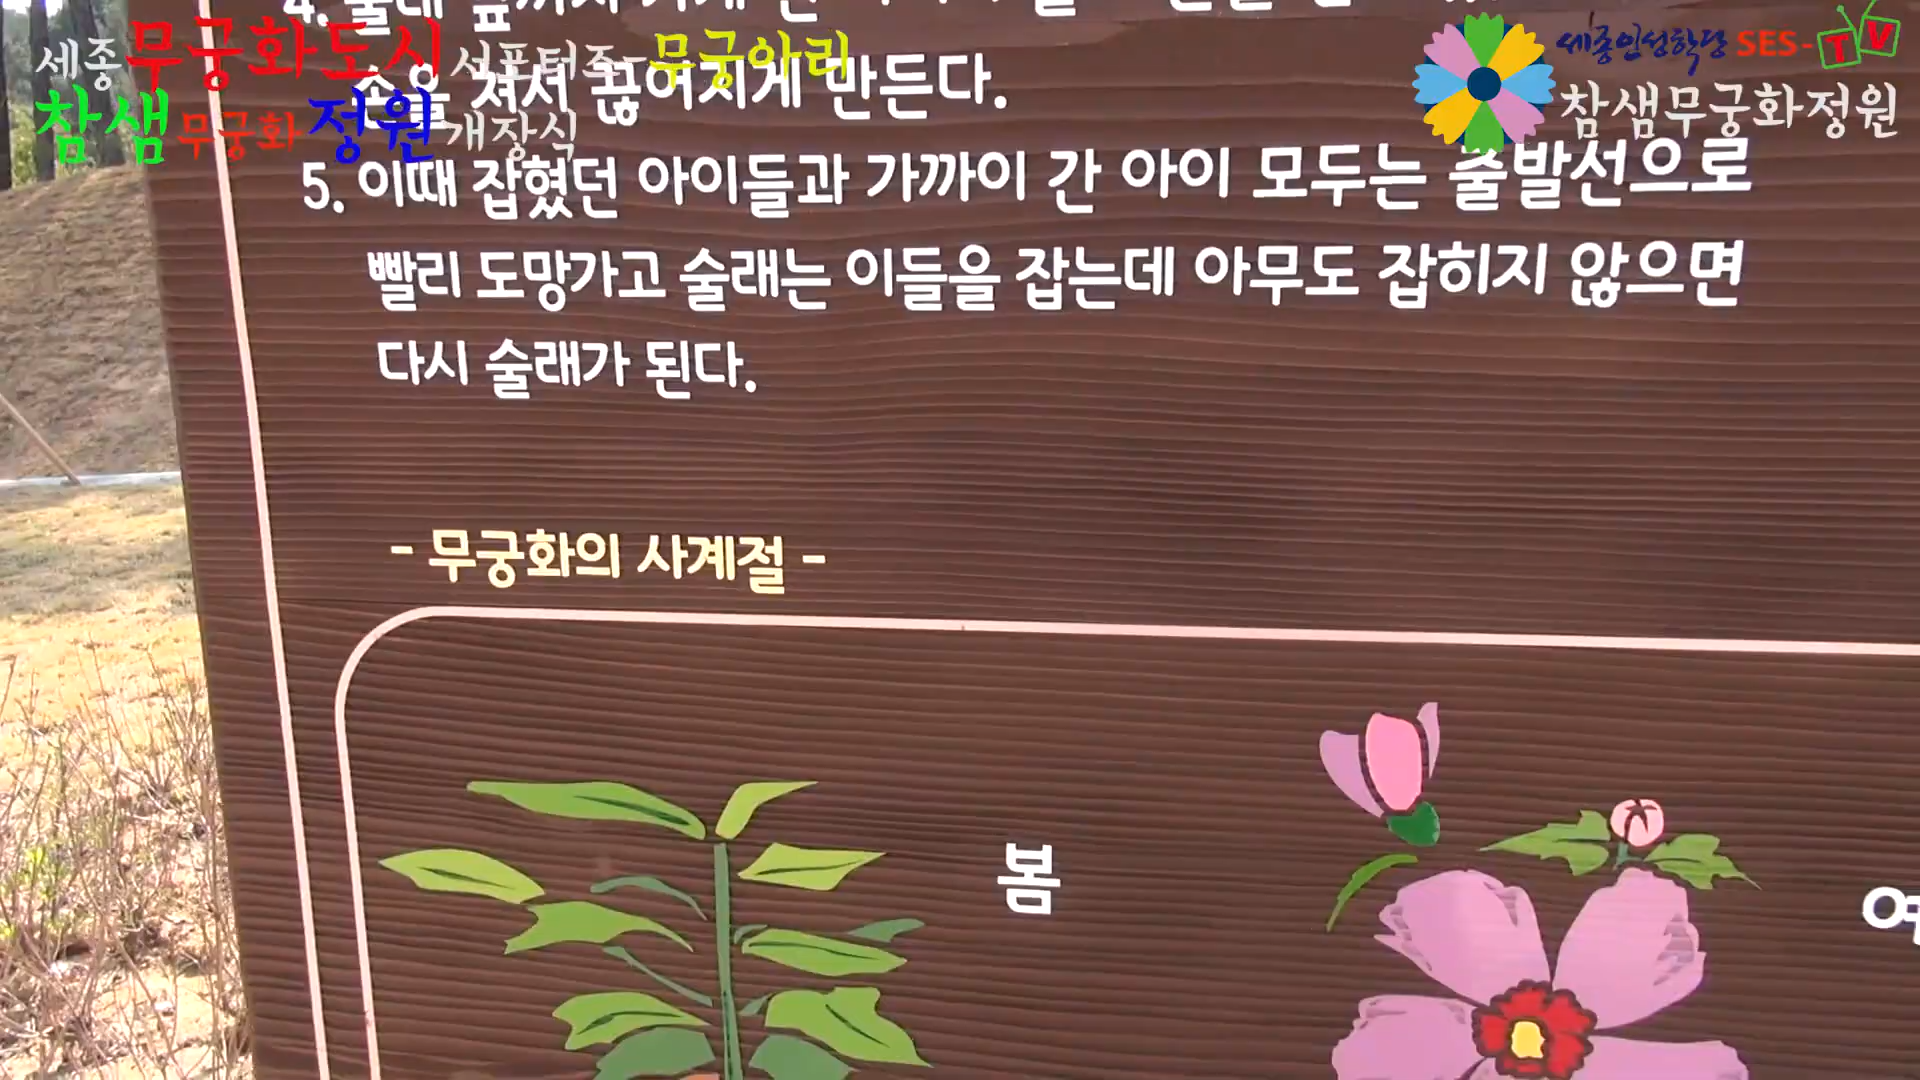 세종무궁화도시서포터즈-무궁아리
참샘무궁화정원개장식
세종인성학당 SES-TV
참샘무궁화정원
4. 술래
손을 쳐서 끊어지게 만든다.
5. 이때 잡혔던 아이들과 가까이 간 아이 모두는 출발선으로
빨리 도망가고 술래는 이들을 잡는데 아무도 잡히지 않으면
다시 술래가 된다.
- 무궁화의 사계절 -
봄